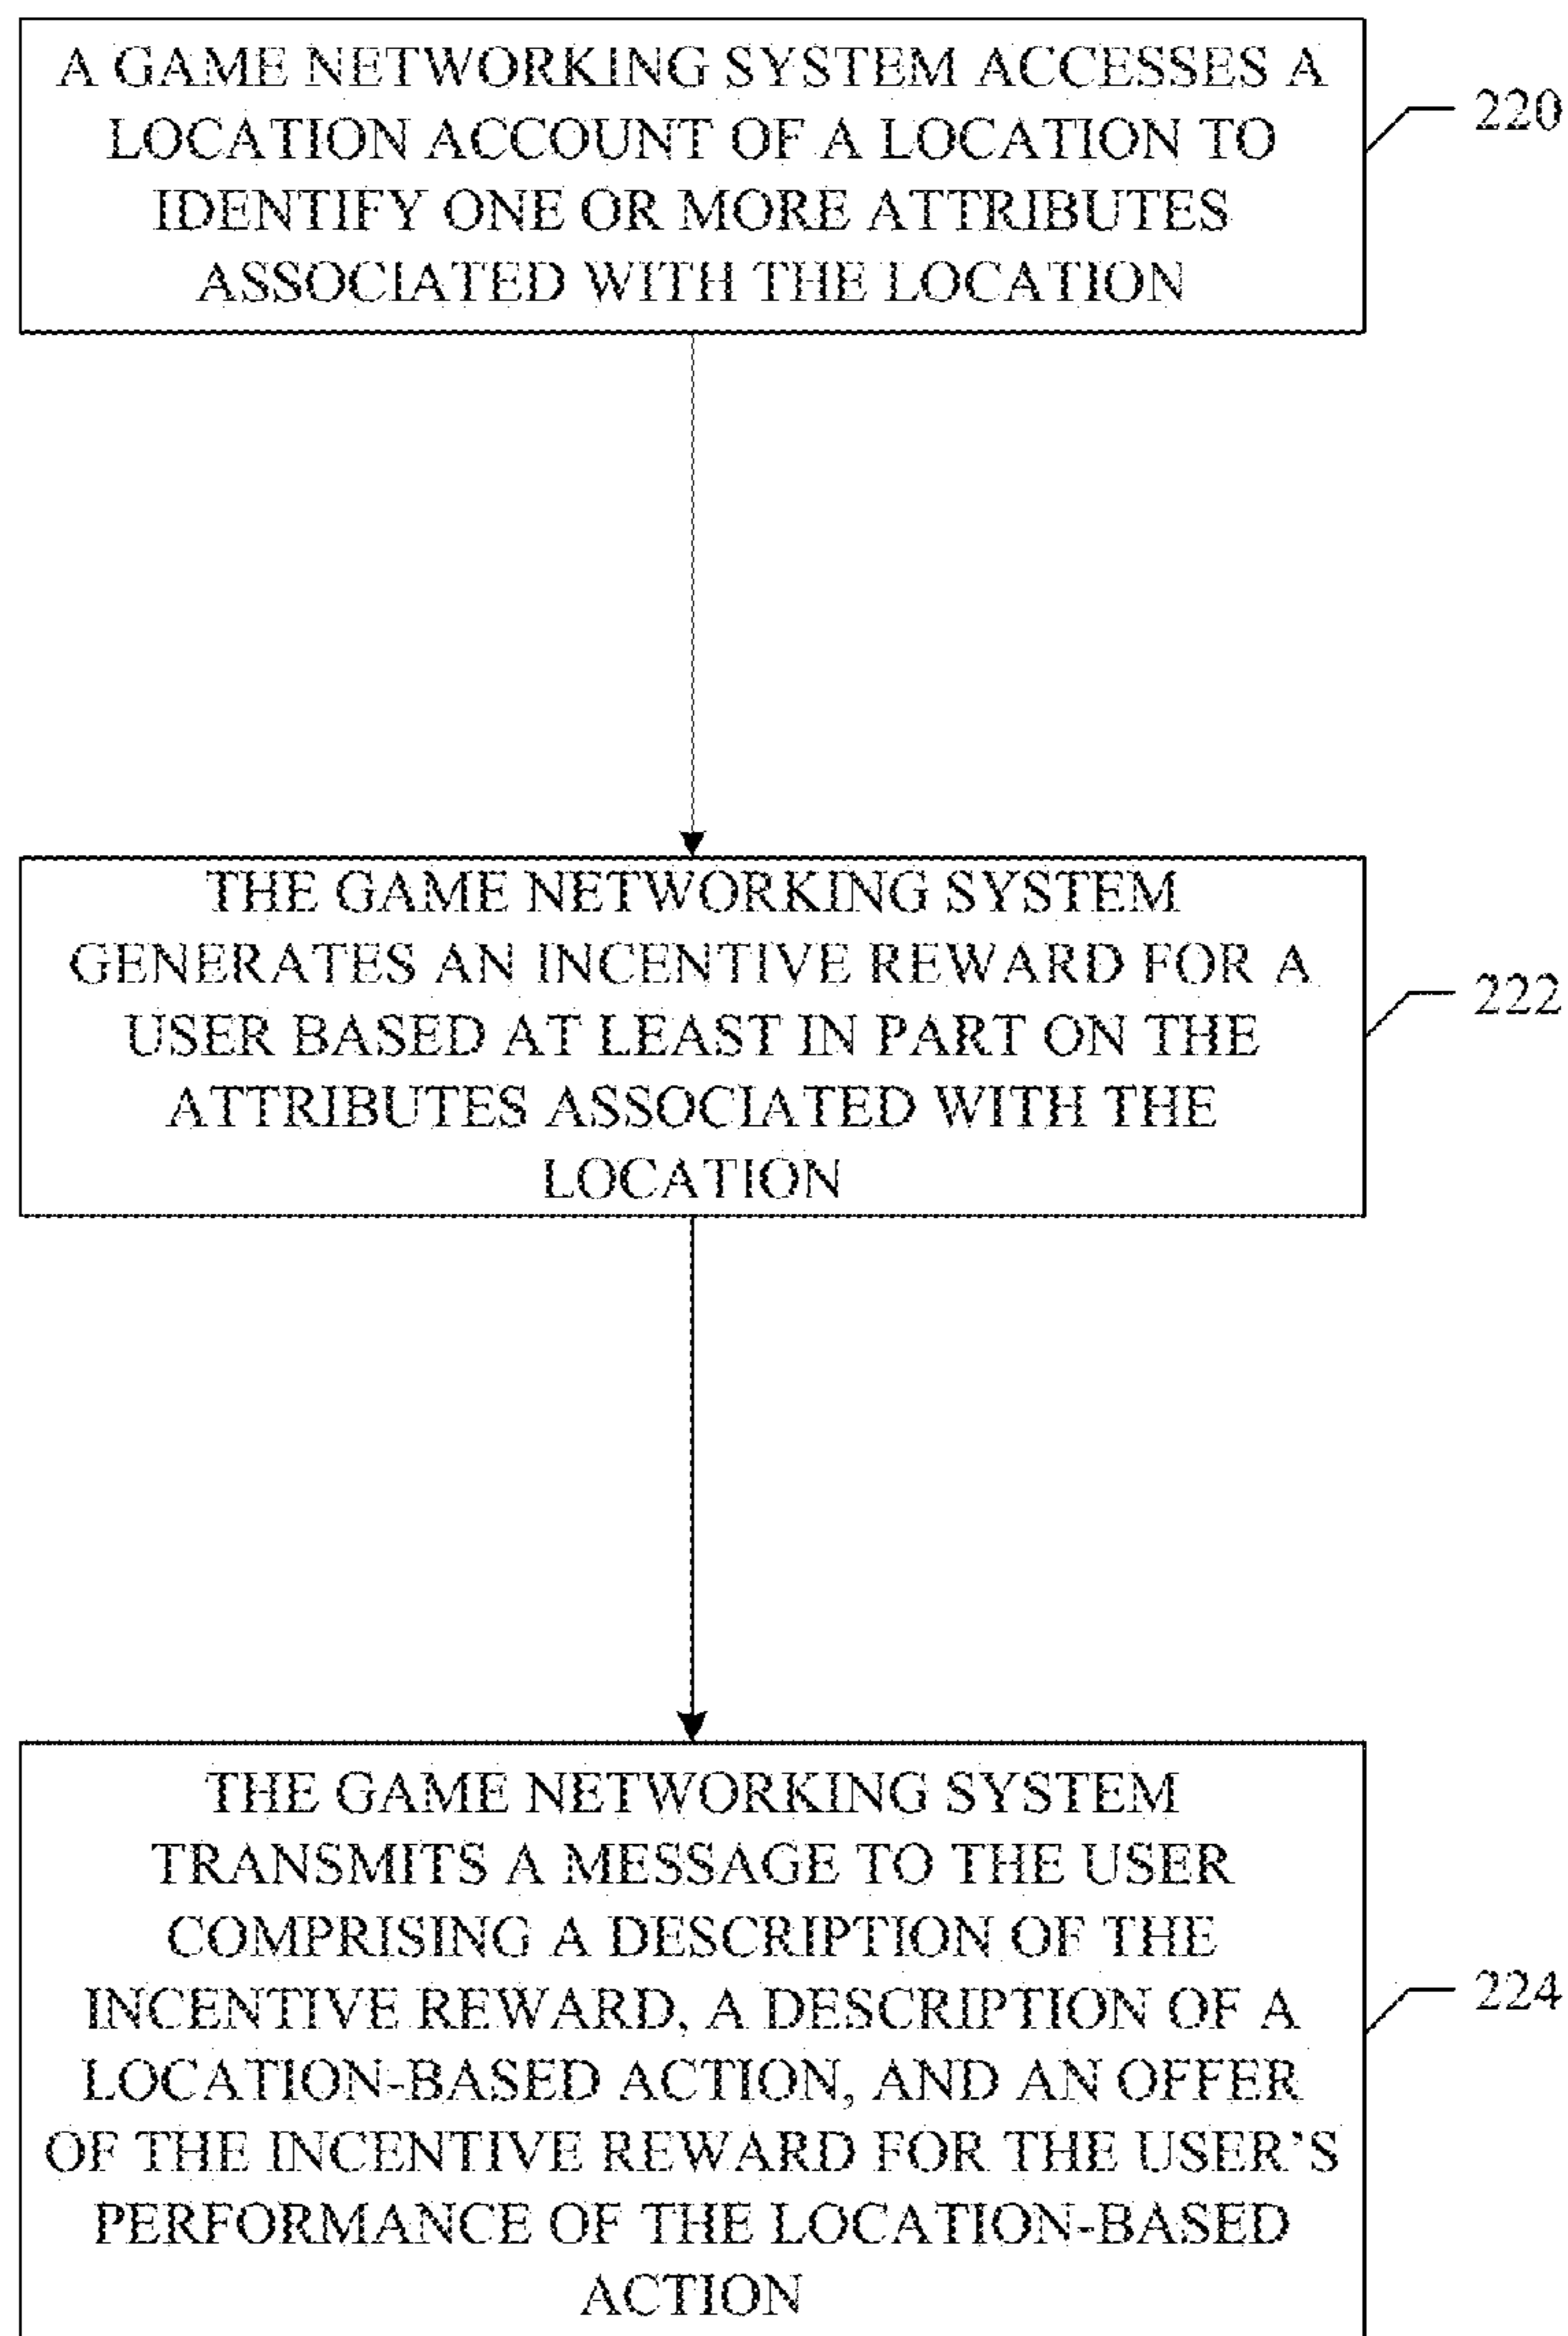 A GAME NETWORKING SYSTEM ACCESSES A
LOCATION ACCOUNT OF A LOCATION TO
IDENTIFY ONE OR MORE ATTRIBUTES
ASSOCIATED WITH THE LOCATION
220
THE GAME NETWORKING SYSTEM
GENERATES AN INCENTIVE REWARD FOR A
USER BASED AT LEAST IN PART ON THE
ATTRIBUTES ASSOCIATED WITH THE
LOCATION
222
THE GAME NETWORKING SYSTEM
TRANSMITS A MESSAGE TO THE USER
COMPRISING A DESCRIPTION OF THE
INCENTIVE REWARD, A DESCRIPTION OF A
LOCATION-BASED ACTION, AND AN OFFER
OF THE INCENTIVE REWARD FOR THE USER’S
PERFORMANCE OF THE LOCATION-BASED
ACTION
224